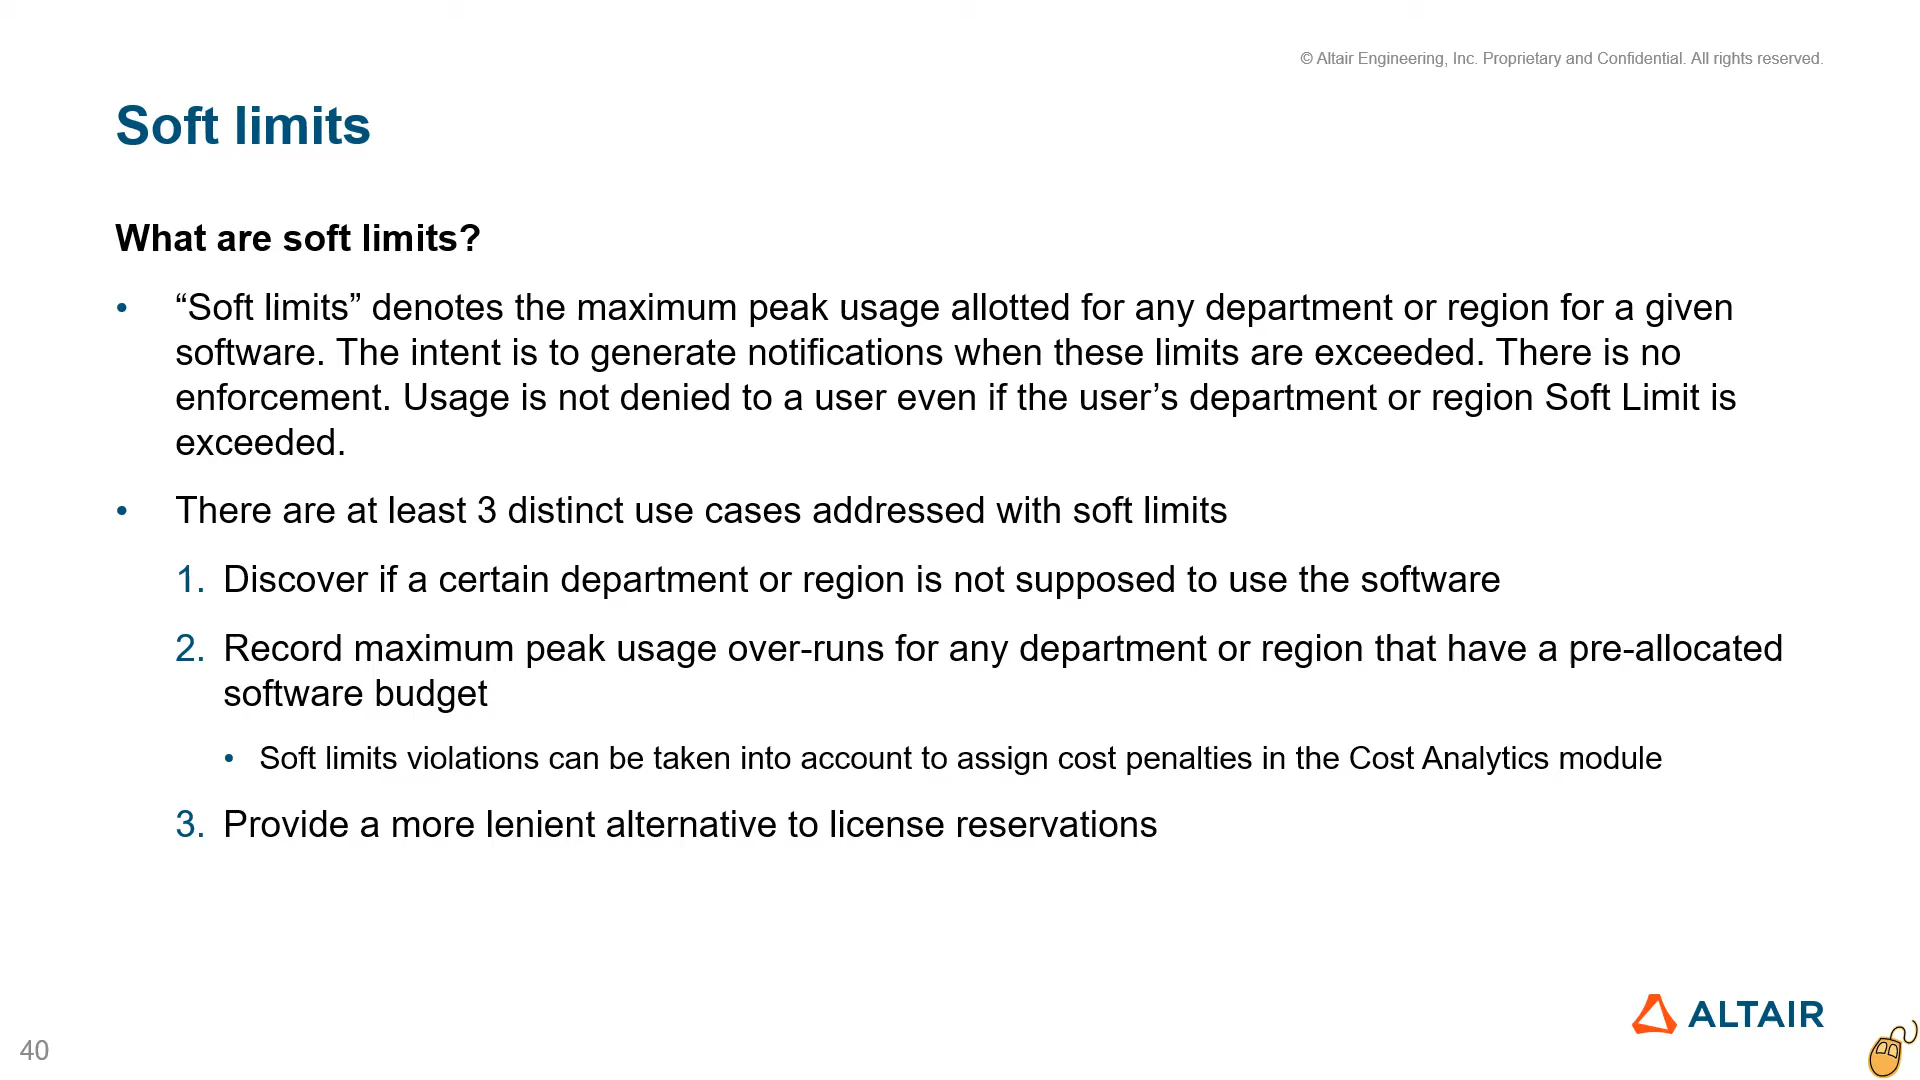 © Altair Engineering, Inc. Proprietary and Confidential. All rights reserved.
Soft limits
What are soft limits?
• “Soft limits” denotes the maximum peak usage allotted for any department or region for a given
software. The intent is to generate notifications when these limits are exceeded. There is no
enforcement. Usage is not denied to a user even if the user’s department or region Soft Limit is
exceeded.
• There are at least 3 distinct use cases addressed with soft limits
1. Discover if a certain department or region is not supposed to use the software
2. Record maximum peak usage over-runs for any department or region that have a pre-allocated
software budget
• Soft limits violations can be taken into account to assign cost penalties in the Cost Analytics module
3. Provide a more lenient alternative to license reservations
ALTAIR
40